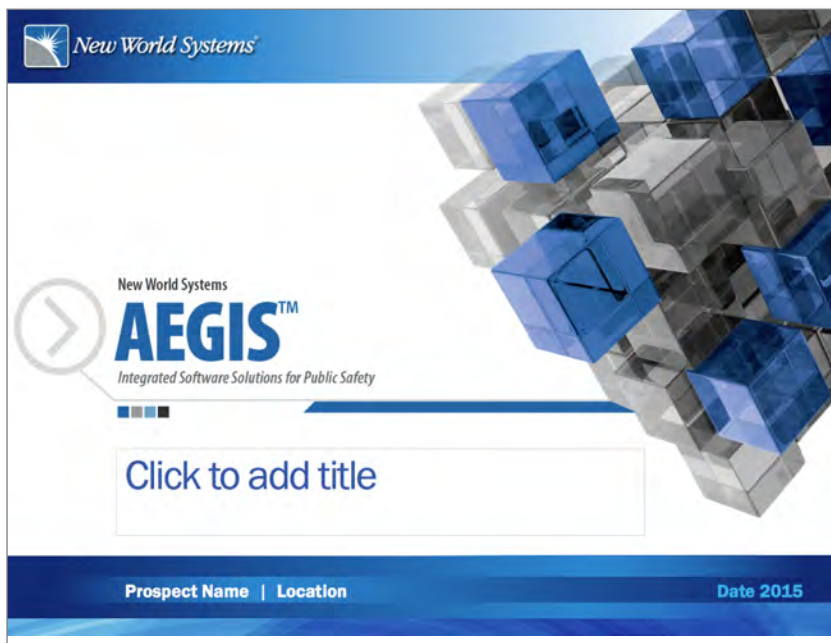 New World Systems®
New World Systems
AEGIS™
Integrated Software Solutions for Public Safety
Click to add title
Prospect Name | Location
Date 2015